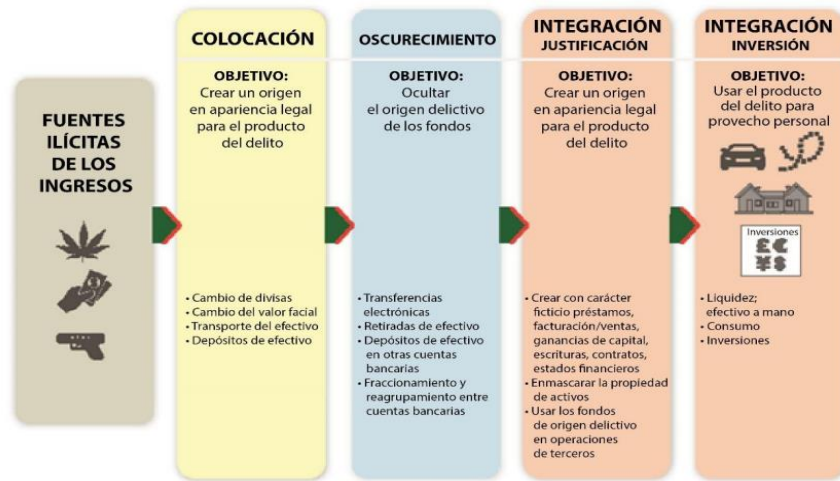 FUENTES
ILÍCITAS
DE LOS
INGRESOS
COLOCACIÓN
OBJETIVO:
Crear un origen
en apariencia legal
para el producto
del delito
• Cambio de divisas
• Cambio del valor facial
• Transporte del efectivo
• Depósitos de efectivo
OSCURECIMIENTO
OBJETIVO:
Ocultar
el origen delictivo
de los fondos
• Transferencias
electrónicas
• Retiradas de efectivo
• Depósitos de efectivo
en otras cuentas
bancarias
• Fraccionamiento y
reagrupamiento entre
cuentas bancarias
INTEGRACIÓN
JUSTIFICACIÓN
OBJETIVO:
Crear un origen
en apariencia legal
para el producto
del delito
• Crear con carácter
ficticio préstamos,
facturación/ventas,
ganancias de capital,
escrituras, contratos,
estados financieros
• Enmascarar la propiedad
de activos
• Usar los fondos
de origen delictivo
en operaciones
de terceros
INTEGRACIÓN
INVERSIÓN
OBJETIVO:
Usar el producto
del delito para
provecho personal
Inversiones
£ €
¥ $
• Liquidez;
efectivo a mano
• Consumo
• Inversiones